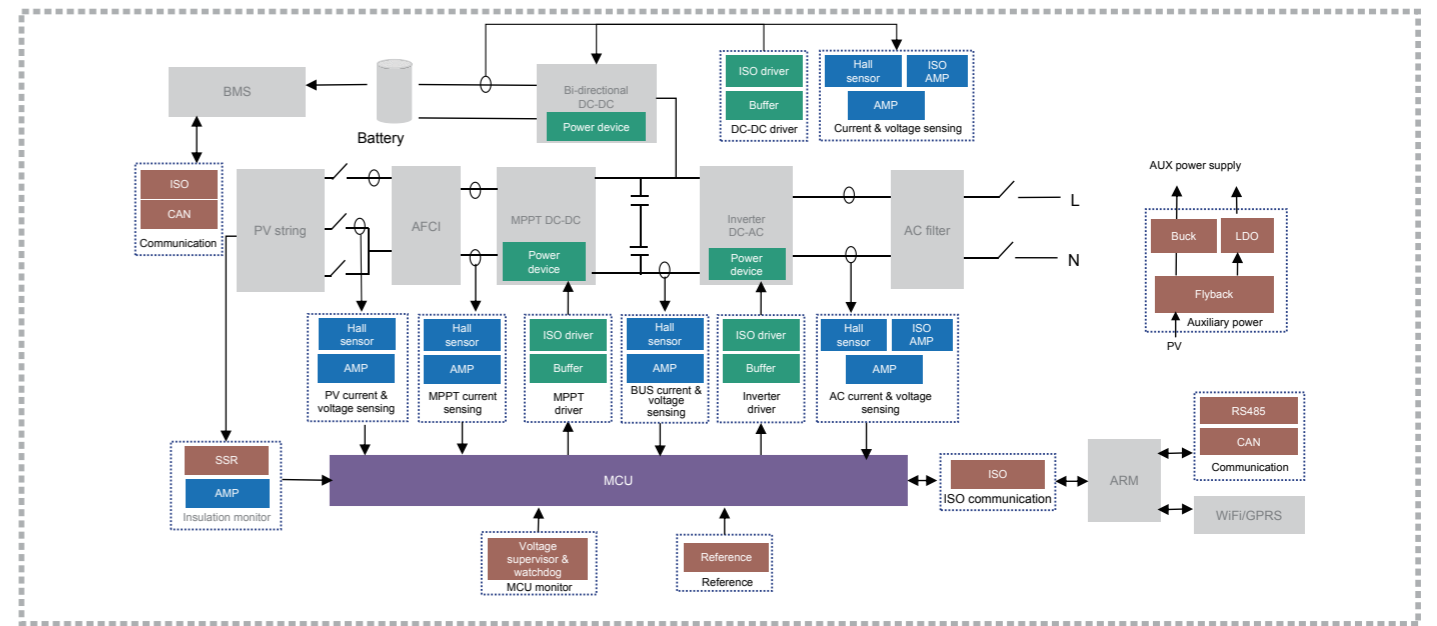 BMS
Battery
Bi-directional
DC-DC
Power device
ISO driver
Buffer
DC-DC driver
Hall
sensor
ISO
AMP
AMP
Current & voltage sensing
ISO
CAN
Communication
PV string
AFCI
MPPT DC-DC
Power
device
Inverter
DC-AC
Power
device
AC filter
L
N
AUX power supply
Buck
LDO
Flyback
Auxiliary power
PV
Hall
sensor
AMP
PV current &
voltage sensing
Hall
sensor
AMP
MPPT current
sensing
ISO driver
Buffer
MPPT
driver
Hall
sensor
AMP
BUS current &
voltage
sensing
ISO driver
Buffer
Inverter
driver
Hall
sensor
ISO
AMP
AMP
AC current & voltage
sensing
SSR
AMP
Insulation monitor
MCU
ISO
ISO communication
ARM
RS485
CAN
Communication
WiFi/GPRS
Voltage
supervisor &
watchdog
MCU monitor
Reference
Reference